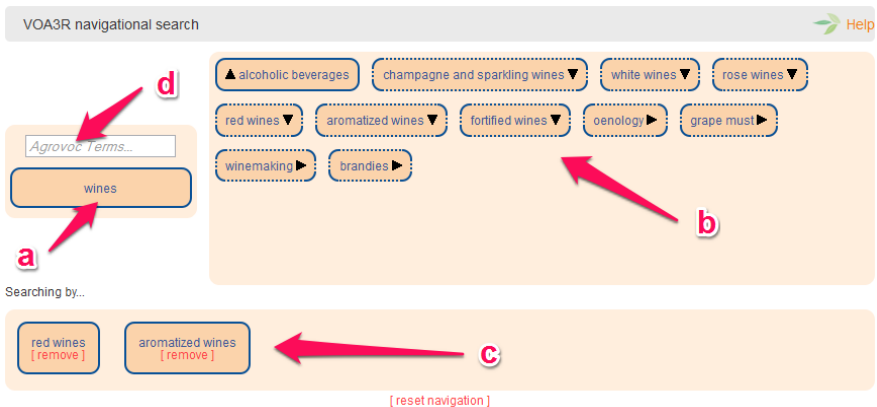 VOA3R navigational search
Help
d
▲ alcoholic beverages champagne and sparkling wines ▼ white wines ▼ rose wines ▼
Agrovoc Terms...
red wines ▼ aromatized wines ▼ fortified wines ▼ oenology ▶ grape must ▶
wines
winemaking ▶ brandies ▶
a
b
Searching by...
red wines
[ remove ]
aromatized wines
[ remove ]
c
[ reset navigation ]